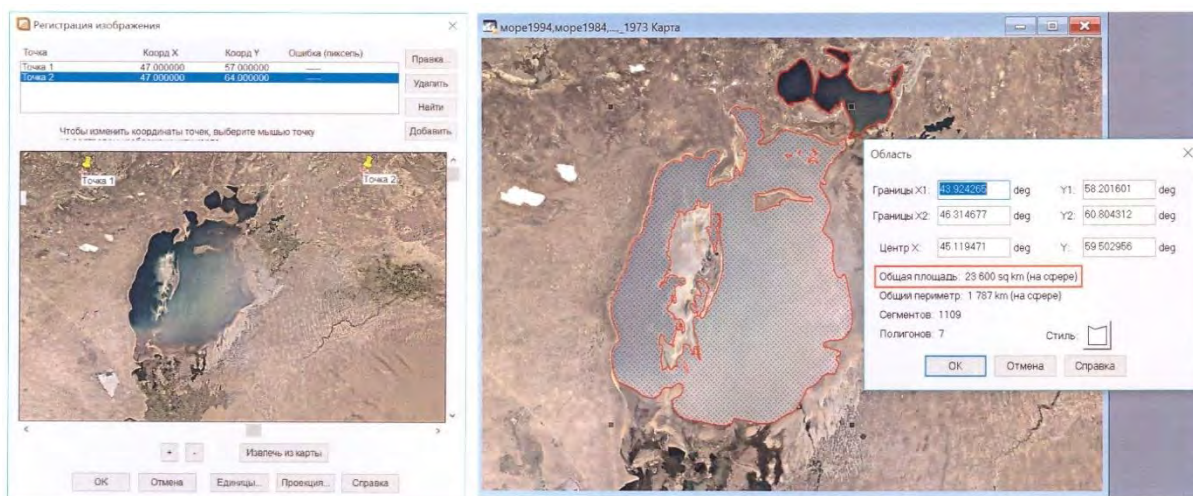 Регистрация изображения
Точка Коорд X Коорд Y Ошибка (пиксель)
Точка 1 47.000000 57.000000 —
Точка 2 47.000000 64.000000 —
Правка...
Удалить
Найти
Добавить
Чтобы изменить координаты точек, выберите мышью точку
Точка 1
Точка 2
+ -
Извлечь из карты
ОК Отмена Единицы... Проекция... Справка
море1994,море1984,...,_1973 Карта
Область
Границы X1: 43.924265 deg Y1: 58.201601 deg
Границы X2: 46.314677 deg Y2: 60.804312 deg
Центр X: 45.119471 deg Y: 59.502956 deg
Общая площадь: 23 600 sq km (на сфере)
Общий периметр: 1 787 km (на сфере)
Сегментов: 1109
Полигонов: 7
Стиль:
ОК Отмена Справка